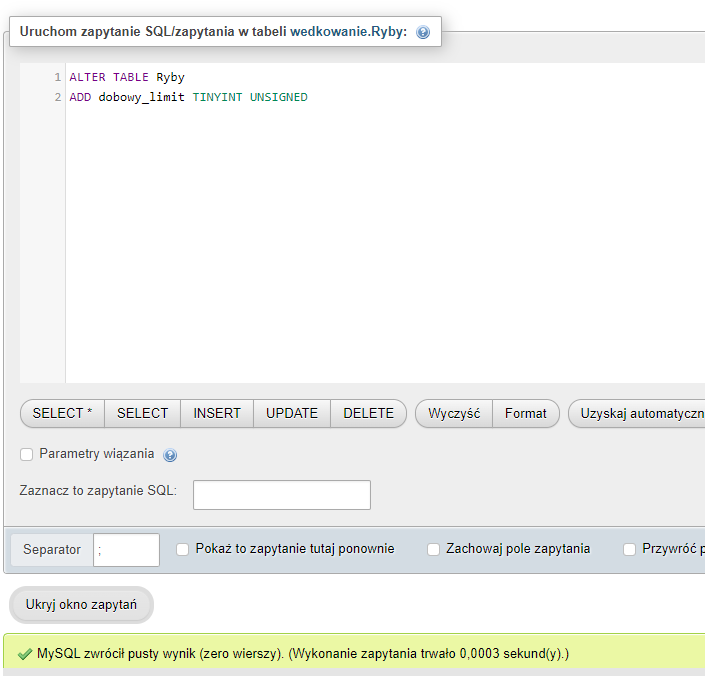 Uruchom zapytanie SQL/zapytania w tabeli wedkowanie.Ryby:
1 ALTER TABLE Ryby
2 ADD dobowy_limit TINYINT UNSIGNED
SELECT * SELECT INSERT UPDATE DELETE Wyczyść Format Uzyskaj automatyczn
Parametry wiązania
Zaznacz to zapytanie SQL:
Separator ; Pokaż to zapytanie tutaj ponownie Zachowaj pole zapytania Przywróć p
Ukryj okno zapytań
MySQL zwrócił pusty wynik (zero wierszy). (Wykonanie zapytania trwało 0,0003 sekund(y).)